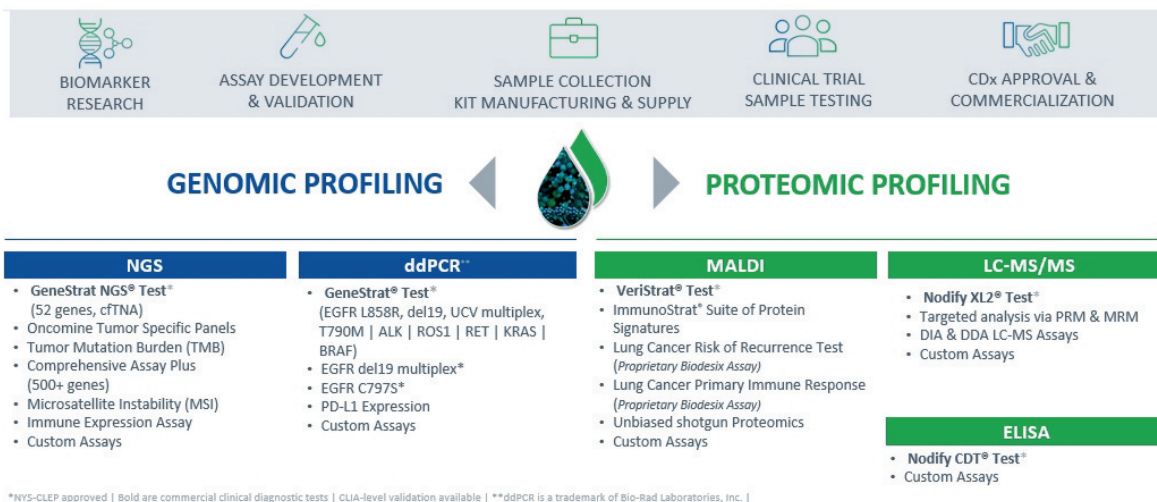 BIOMARKER
RESEARCH
ASSAY DEVELOPMENT
& VALIDATION
SAMPLE COLLECTION
KIT MANUFACTURING & SUPPLY
CLINICAL TRIAL
SAMPLE TESTING
CDx APPROVAL &
COMMERCIALIZATION
GENOMIC PROFILING
PROTEOMIC PROFILING
NGS
• GeneStrat NGS® Test*
(52 genes, cfTNA)
• Oncomine Tumor Specific Panels
• Tumor Mutation Burden (TMB)
• Comprehensive Assay Plus
(500+ genes)
• Microsatellite Instability (MSI)
• Immune Expression Assay
• Custom Assays
ddPCR**
• GeneStrat® Test*
(EGFR L858R, del19, UCV multiplex,
T790M | ALK | ROS1 | RET | KRAS |
BRAF)
• EGFR del19 multiplex*
• EGFR C797S*
• PD-L1 Expression
• Custom Assays
MALDI
• VeriStrat® Test*
• ImmunoStrat® Suite of Protein
Signatures
• Lung Cancer Risk of Recurrence Test
(Proprietary Biodesix Assay)
• Lung Cancer Primary Immune Response
(Proprietary Biodesix Assay)
• Unbiased shotgun Proteomics
• Custom Assays
LC-MS/MS
• Nodify XL2® Test*
• Targeted analysis via PRM & MRM
• DIA & DDA LC-MS Assays
• Custom Assays
ELISA
• Nodify CDT® Test*
• Custom Assays
*NYS-CLEP approved | Bold are commercial clinical diagnostic tests | CLIA-level validation available | **ddPCR is a trademark of Bio-Rad Laboratories, Inc. |